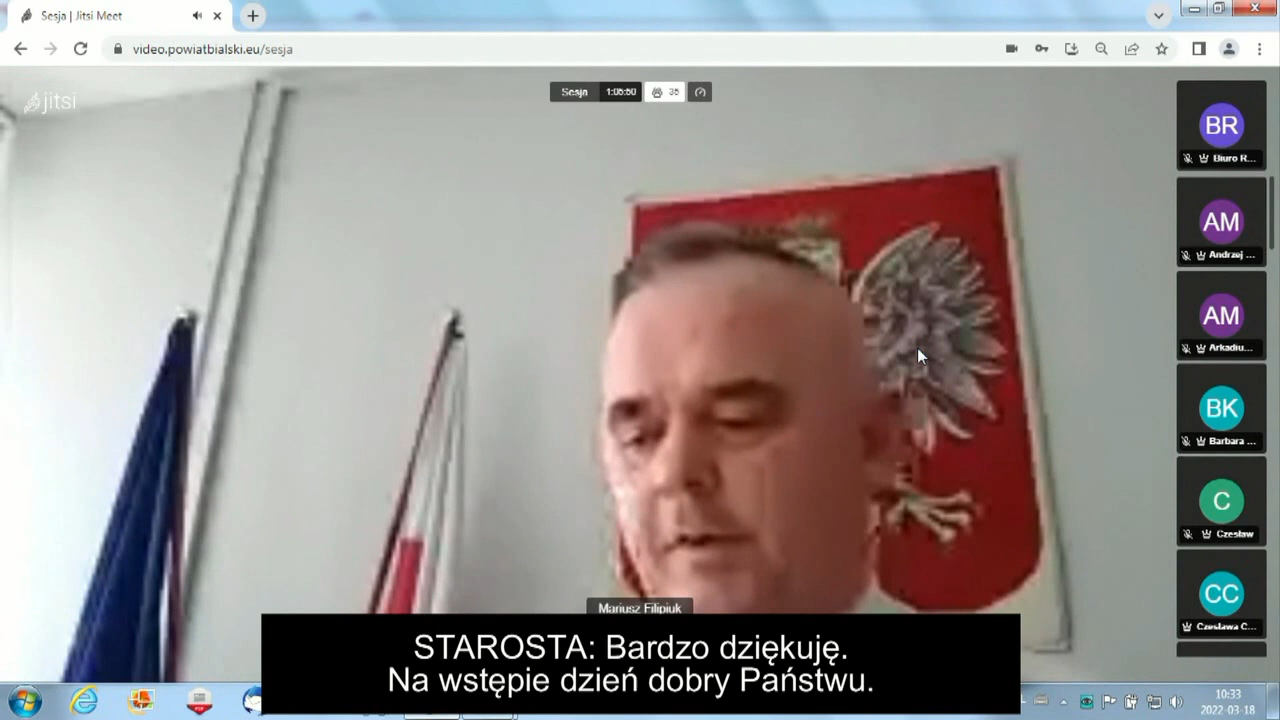 Sesja | Jitsi Meet
video.powiatbialski.eu/sesja
jitsi
Sesja 1:05:50 35
BR
Biuro R...
AM
Andrzej ...
AM
Arkadiu...
BK
Barbara ...
C
Czesław
CC
Czesława C...
Mariusz Filipiuk
STAROSTA: Bardzo dziękuję.
Na wstępie dzień dobry Państwu.
10:33
2022-03-18